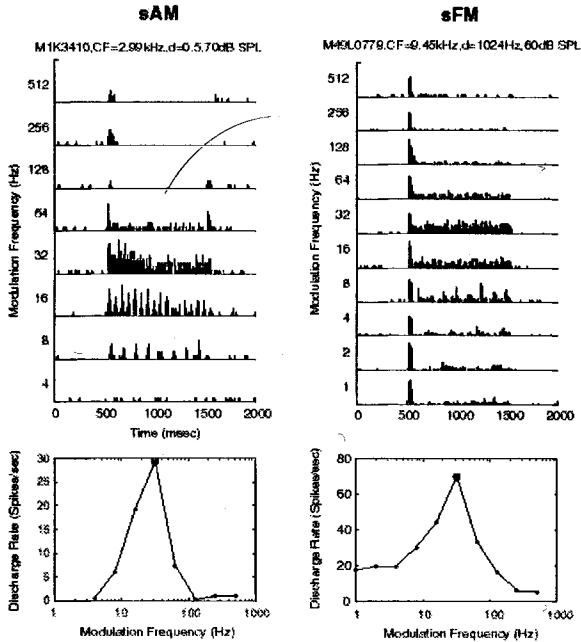 sAM
M1K3410,CF=2.99kHz,d=0.5,70dB SPL
Modulation Frequency (Hz)
512
256
128
64
32
16
8
4
0 500 1000 1500 2000
Time (msec)
Discharge Rate (Spikes/sec)
30
25
20
15
10
5
0
1 10 100 1000
Modulation Frequency (Hz)
sFM
M49L0779,CF=9.45kHz,d=1024Hz,60dB SPL
Modulation Frequency (Hz)
512
256
128
64
32
16
8
4
2
1
0 500 1000 1500 2000
Discharge Rate (Spikes/sec)
80
60
40
20
0
1 10 100 1000
Modulation Frequency (Hz)